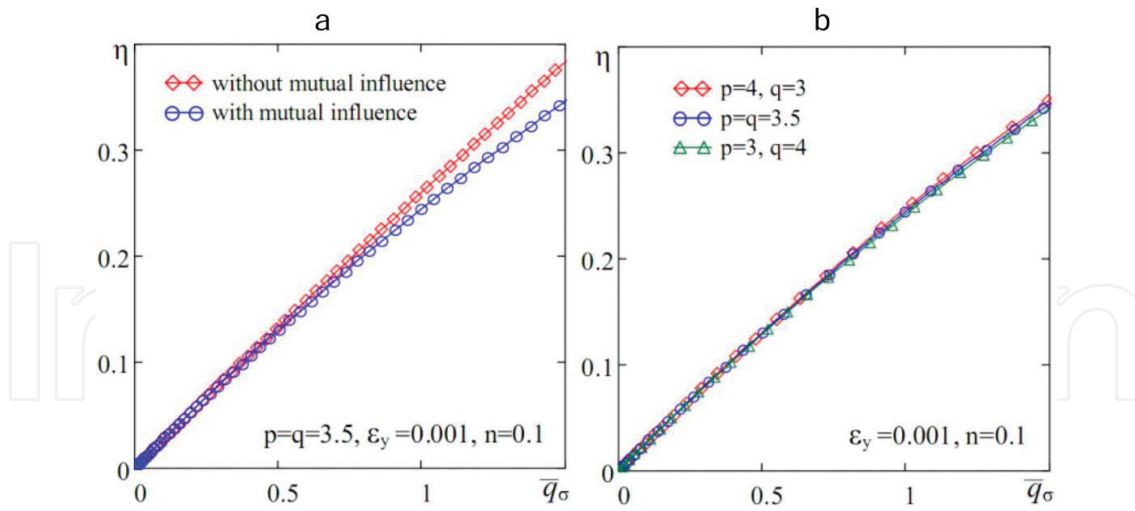 a
η
without mutual influence
with mutual influence
0.3
0.2
0.1
0
p=q=3.5, εy =0.001, n=0.1
0 0.5 1 q̅σ
b
η
p=4, q=3
p=q=3.5
p=3, q=4
0.3
0.2
0.1
0
εy =0.001, n=0.1
0 0.5 1 q̅σ